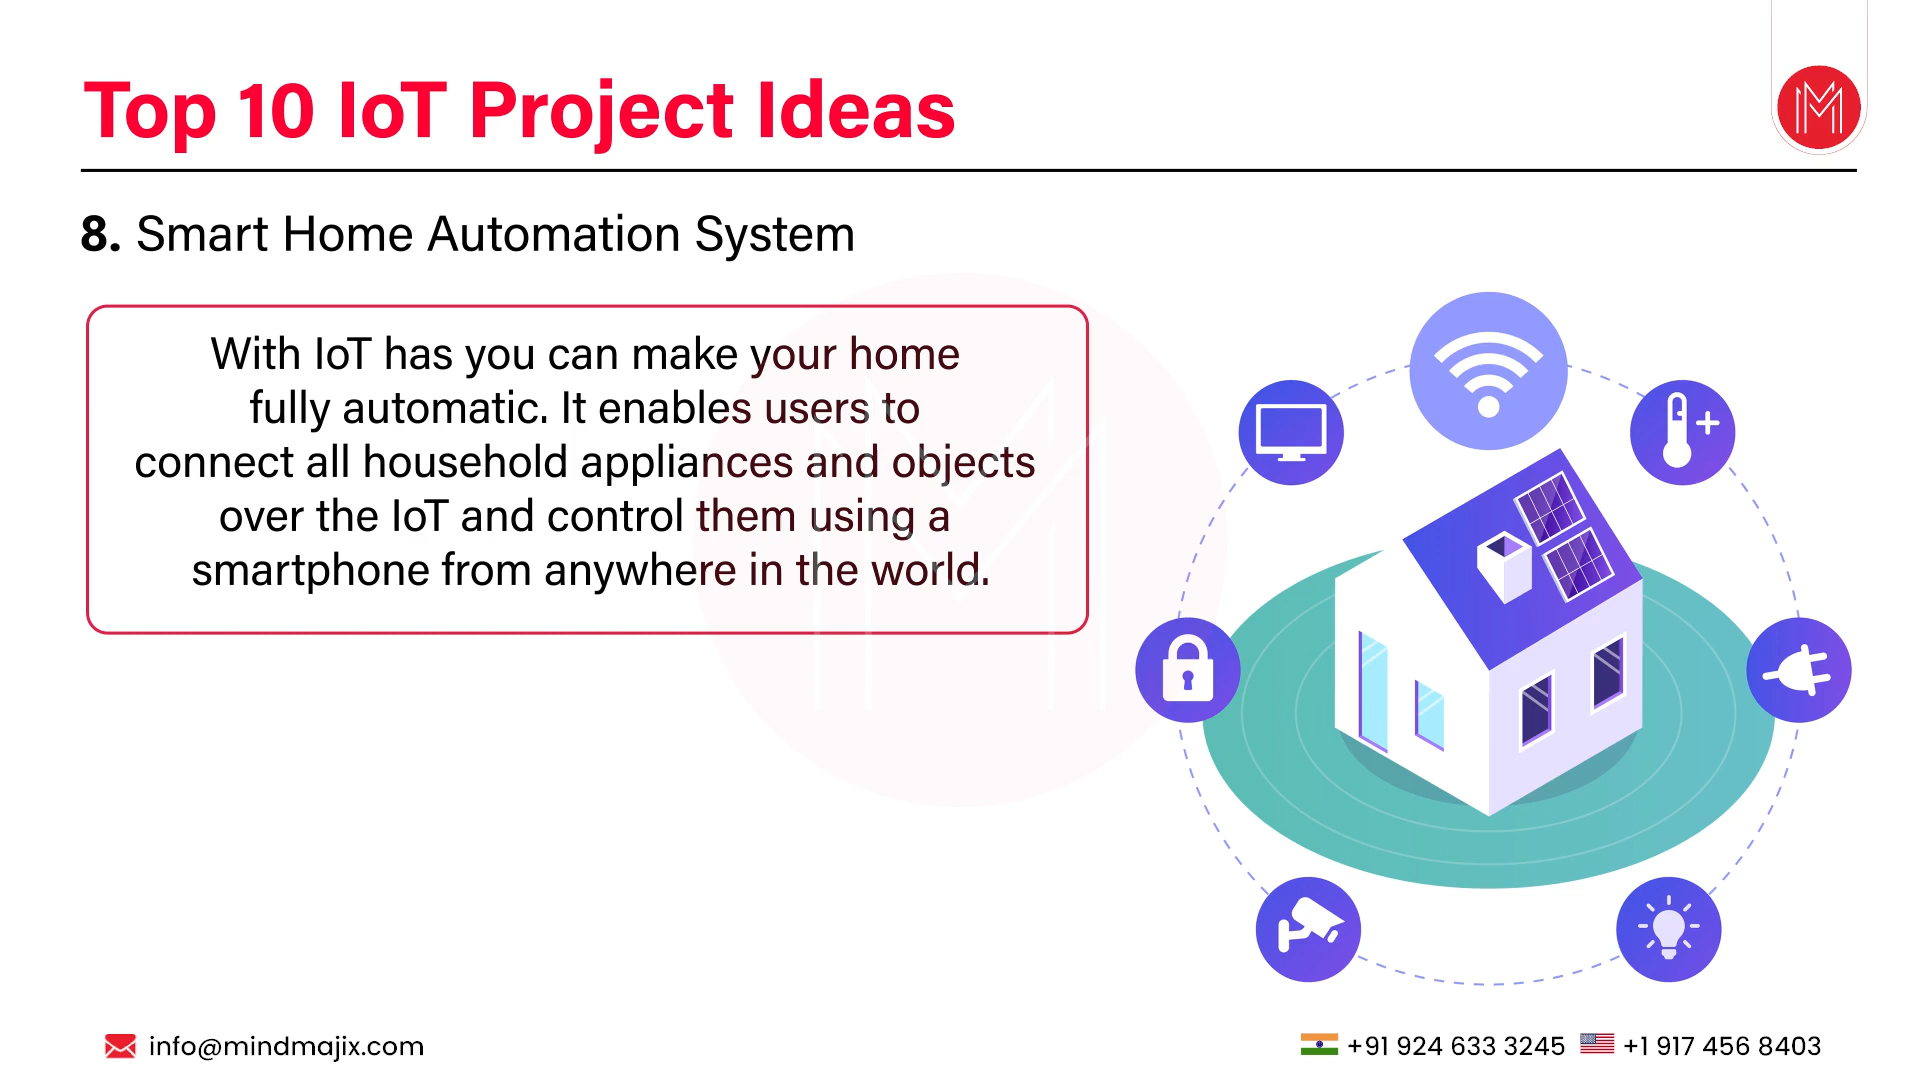 Top 10 IoT Project Ideas
8. Smart Home Automation System
With IoT has you can make your home
fully automatic. It enables users to
connect all household appliances and objects
over the IoT and control them using a
smartphone from anywhere in the world.
info@mindmajix.com
+91 924 633 3245
+1 917 456 8403